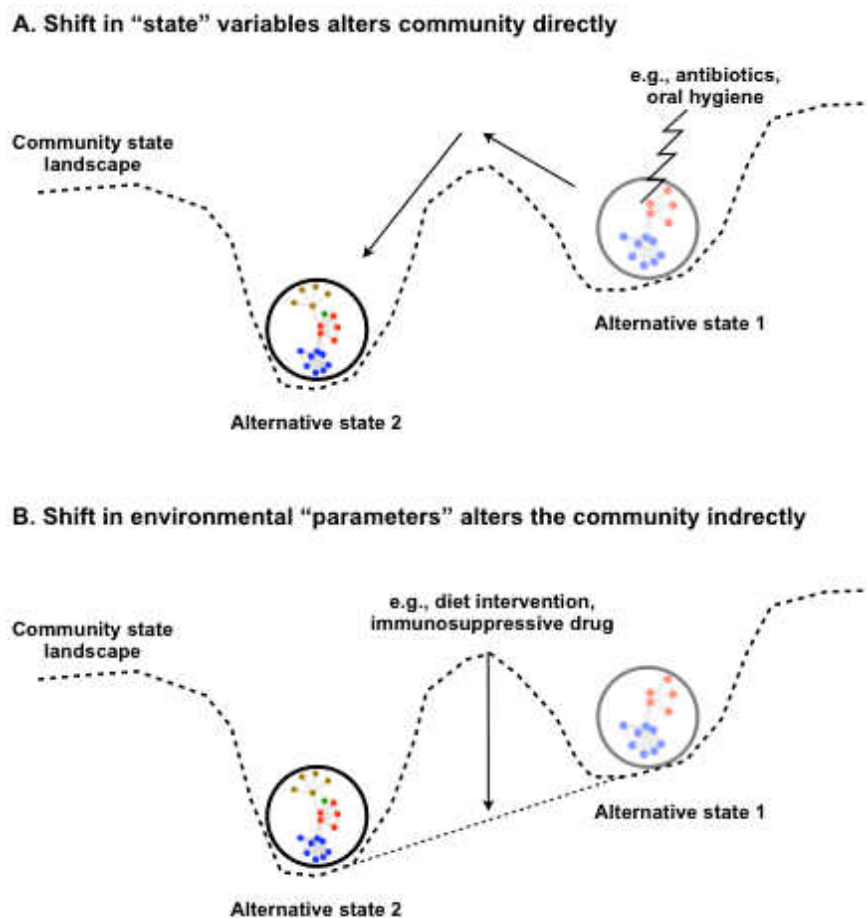 A. Shift in “state” variables alters community directly
e.g., antibiotics,
oral hygiene
Community state
landscape
Alternative state 1
Alternative state 2
B. Shift in environmental “parameters” alters the community indrectly
e.g., diet intervention,
immunosuppressive drug
Community state
landscape
Alternative state 1
Alternative state 2